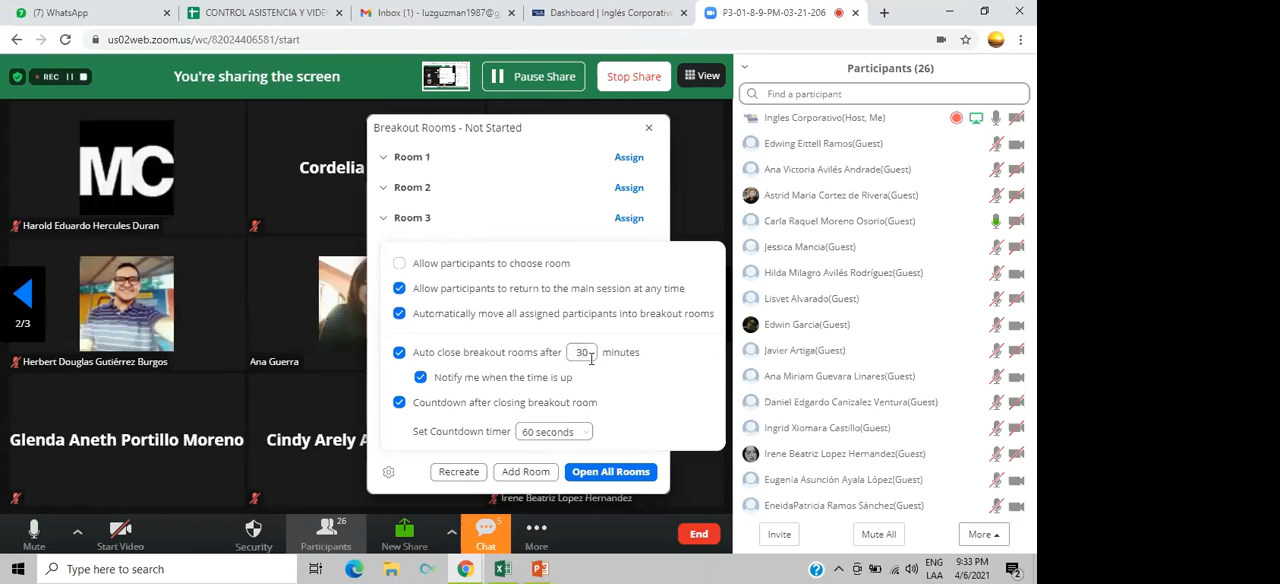 (7) WhatsApp
CONTROL ASISTENCIA Y VIDE
Inbox (1) - luzguzman1987@g
Dashboard | Inglés Corporativ
P3-01-8-9-PM-03-21-206
us02web.zoom.us/wc/82024406581/start
REC
You're sharing the screen
Pause Share
Stop Share
View
Participants (26)
Find a participant
Ingles Corporativo(Host, Me)
Edwing Eittell Ramos(Guest)
Ana Victoria Avilés Andrade(Guest)
Astrid Maria Cortez de Rivera(Guest)
Carla Raquel Moreno Osorio(Guest)
Jessica Mancia(Guest)
Hilda Milagro Avilés Rodríguez(Guest)
Lisvet Alvarado(Guest)
Edwin Garcia(Guest)
Javier Artiga(Guest)
Ana Miriam Guevara Linares(Guest)
Daniel Edgardo Canizalez Ventura(Guest)
Ingrid Xiomara Castillo(Guest)
Irene Beatriz Lopez Hernandez(Guest)
Eugenia Asunción Ayala López(Guest)
EneidaPatricia Ramos Sánchez(Guest)
Invite
Mute All
More
MC
Harold Eduardo Hercules Duran
Cordelia
2/3
Herbert Douglas Gutiérrez Burgos
Ana Guerra
Glenda Aneth Portillo Moreno
Cindy Arely A
Irene Beatriz Lopez Hernandez
Breakout Rooms - Not Started
Room 1 Assign
Room 2 Assign
Room 3 Assign
Allow participants to choose room
Allow participants to return to the main session at any time
Automatically move all assigned participants into breakout rooms
Auto close breakout rooms after 30 minutes
Notify me when the time is up
Countdown after closing breakout room
Set Countdown timer 60 seconds
Recreate
Add Room
Open All Rooms
Mute
Start Video
Security
26
Participants
New Share
5
Chat
More
End
Type here to search
ENG
LAA
9:33 PM
4/6/2021
2